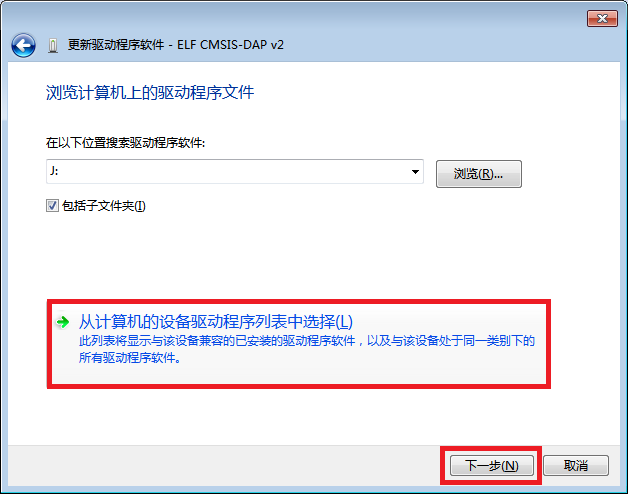 更新驱动程序软件 - ELF CMSIS-DAP v2
浏览计算机上的驱动程序文件
在以下位置搜索驱动程序软件:
J:
浏览(R)...
包括子文件夹(I)
从计算机的设备驱动程序列表中选择(L)
此列表将显示与该设备兼容的已安装的驱动程序软件，以及与该设备处于同一类别下的
所有驱动程序软件。
下一步(N)
取消